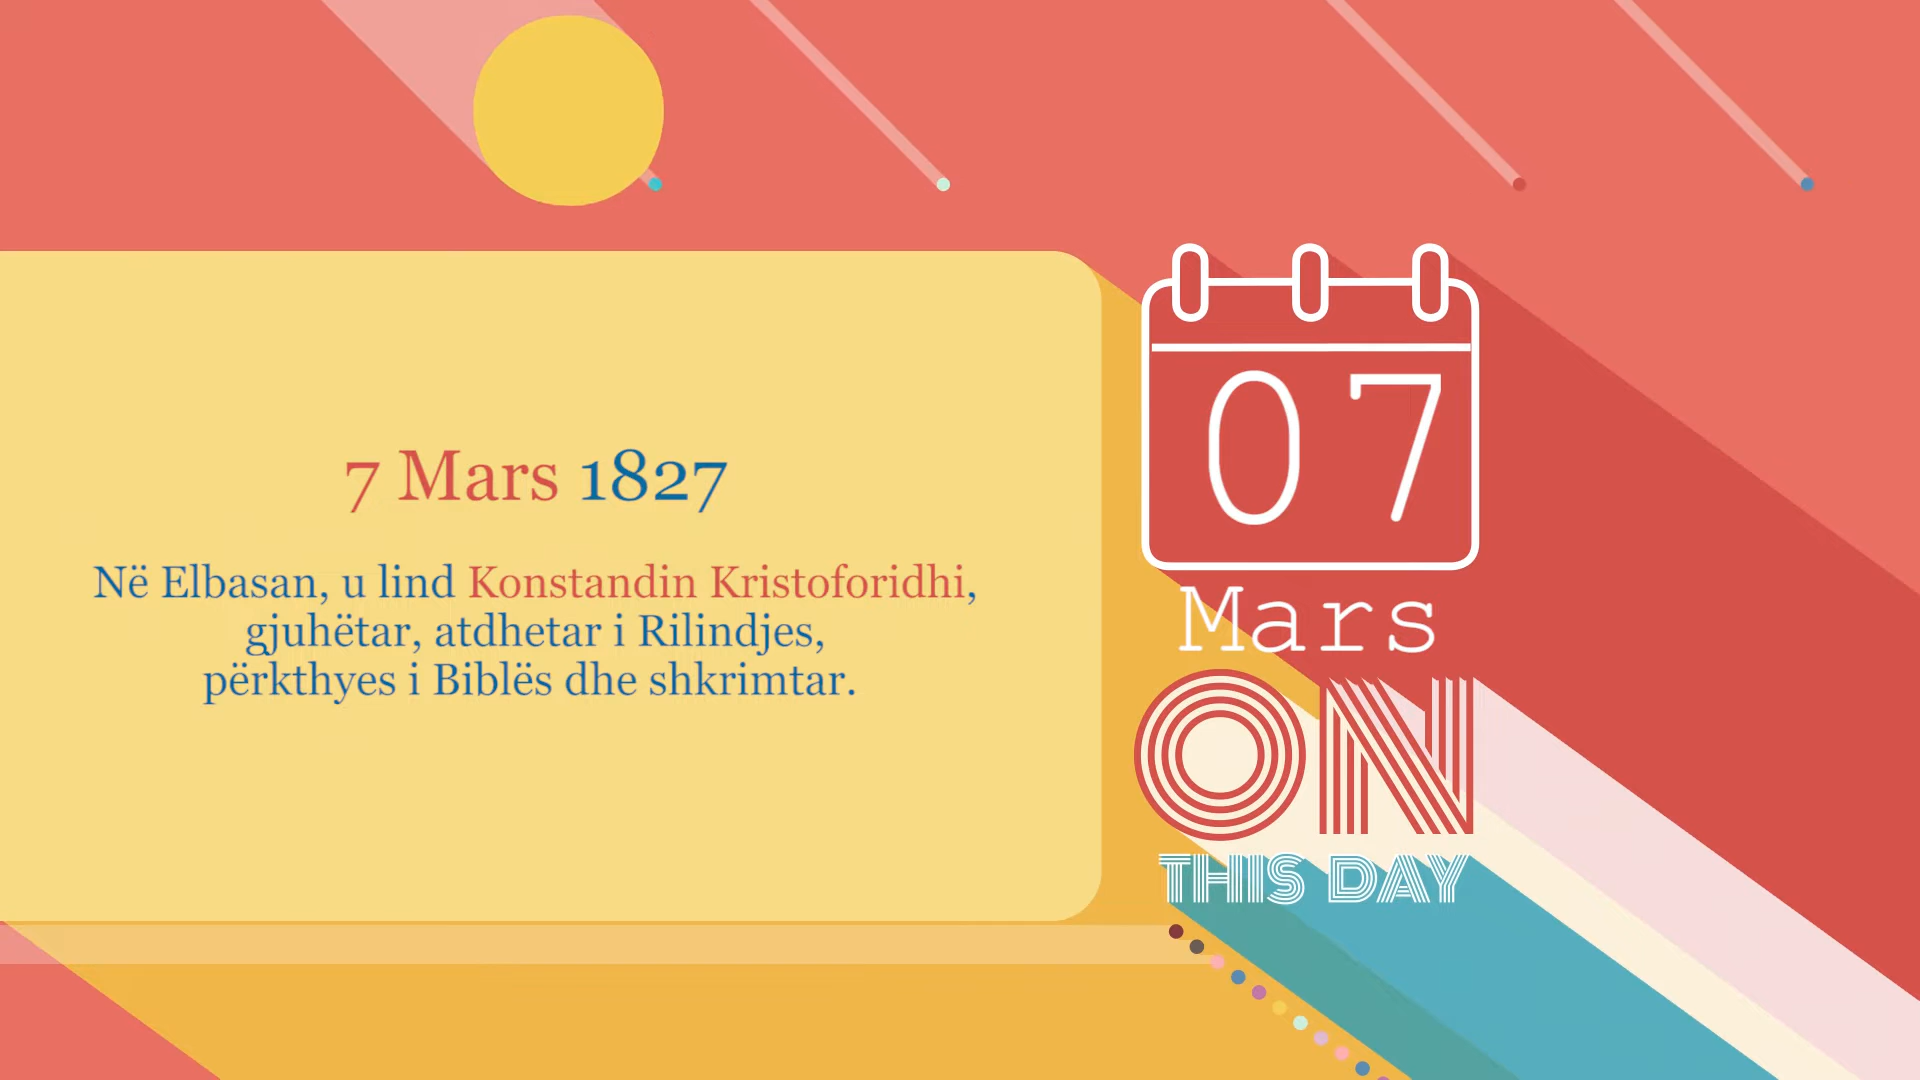 7 Mars 1827
Në Elbasan, u lind Konstandin Kristoforidhi,
gjuhëtar, atdhetar i Rilindjes,
përkthyes i Biblës dhe shkrimtar.
07
Mars
ON
THIS DAY